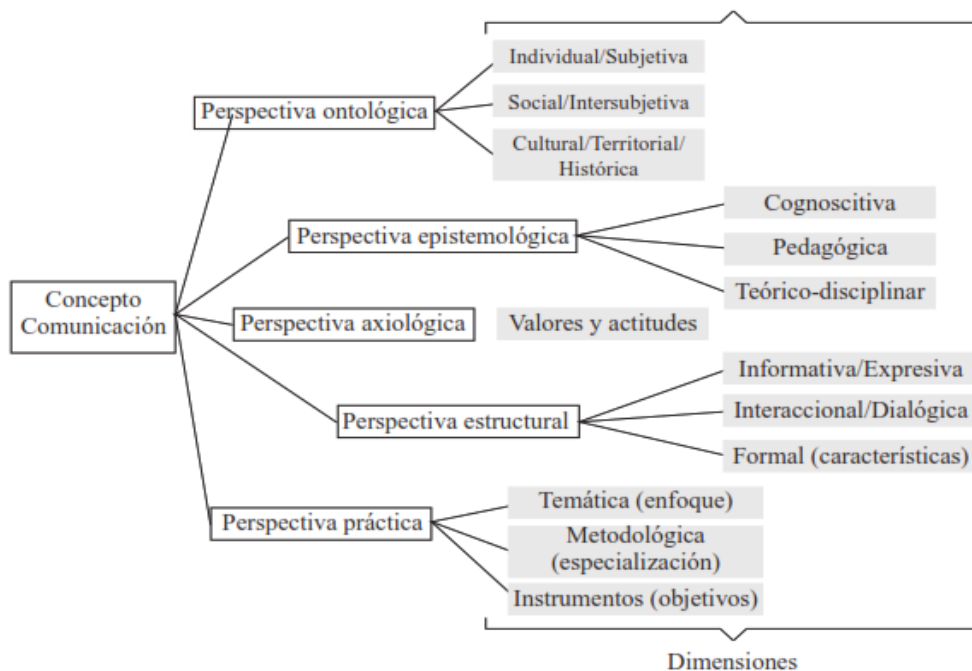 Individual/Subjetiva
Perspectiva ontológica
Social/Intersubjetiva
Cultural/Territorial/
Histórica
Cognoscitiva
Perspectiva epistemológica
Pedagógica
Teórico-disciplinar
Concepto
Comunicación
Perspectiva axiológica
Valores y actitudes
Informativa/Expresiva
Perspectiva estructural
Interaccional/Dialógica
Formal (características)
Perspectiva práctica
Temática (enfoque)
Metodológica
(especialización)
Instrumentos (objetivos)
Dimensiones